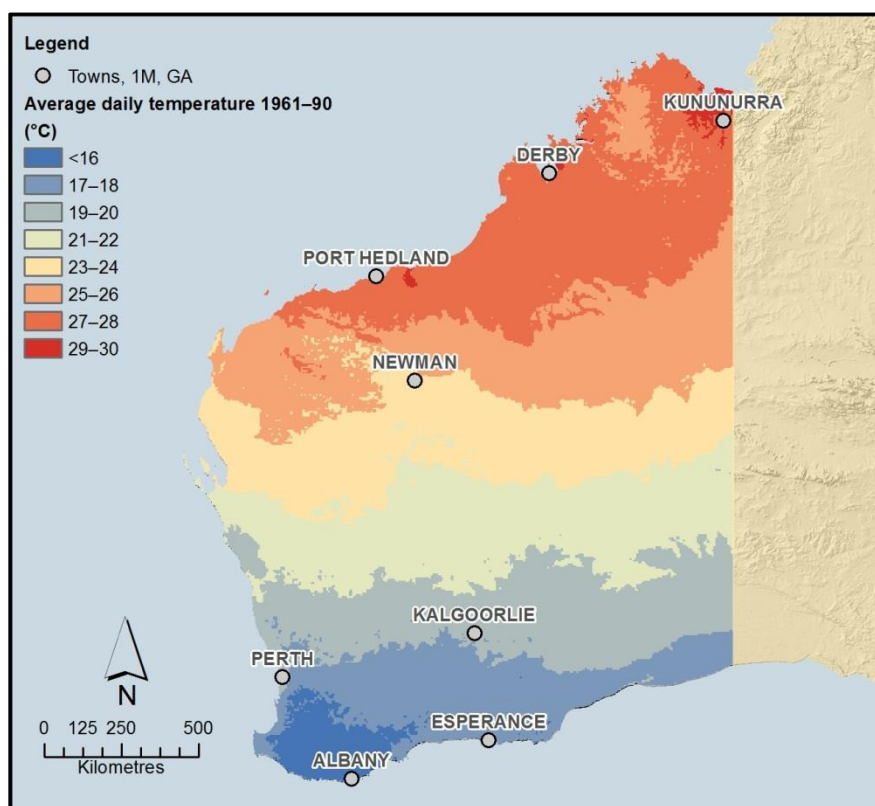 Legend
Towns, 1M, GA
Average daily temperature 1961–90
(°C)
<16
17–18
19–20
21–22
23–24
25–26
27–28
29–30
KUNUNURRA
DERBY
PORT HEDLAND
NEWMAN
KALGOORLIE
PERTH
ESPERANCE
ALBANY
N
0 125 250 500
Kilometres